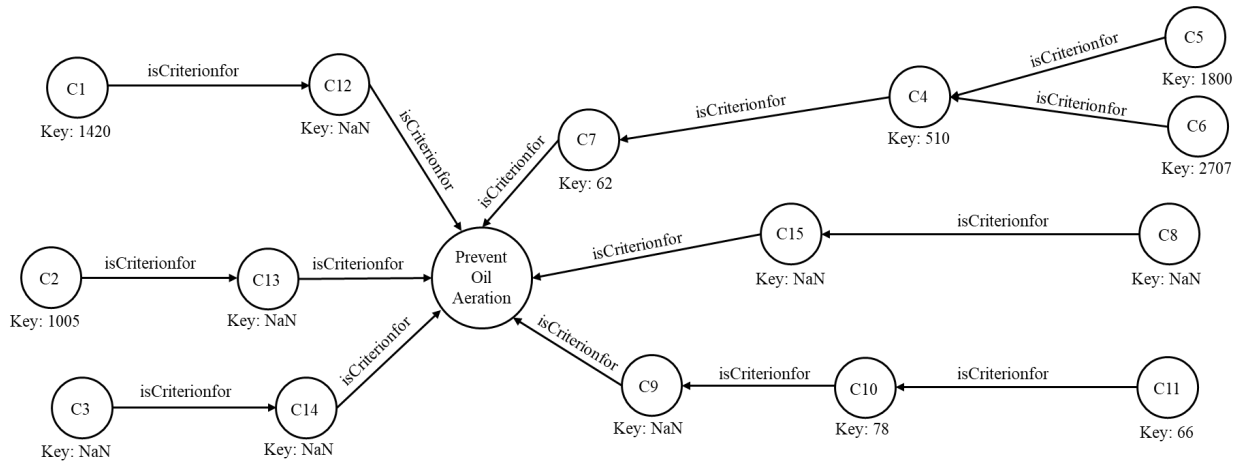 C1
Key: 1420
isCriterionfor
C12
Key: NaN
isCriterionfor
C5
Key: 1800
isCriterionfor
C6
Key: 2707
isCriterionfor
C4
Key: 510
isCriterionfor
C7
Key: 62
isCriterionfor
C2
Key: 1005
isCriterionfor
C13
Key: NaN
isCriterionfor
Prevent
Oil
Aeration
isCriterionfor
C15
Key: NaN
isCriterionfor
C8
Key: NaN
C3
Key: NaN
isCriterionfor
C14
Key: NaN
isCriterionfor
isCriterionfor
C9
Key: NaN
isCriterionfor
C10
Key: 78
isCriterionfor
C11
Key: 66